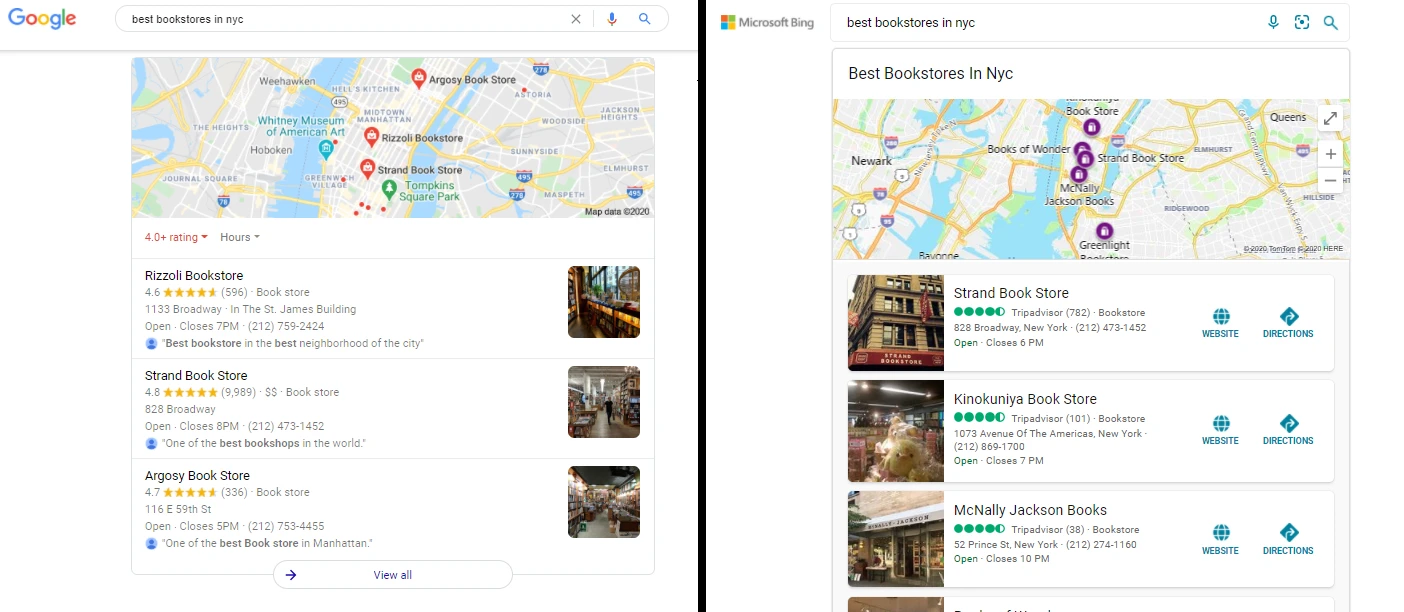 Google
best bookstores in nyc
Weehawken
HELL'S KITCHEN
278
Argosy Book Store
ASTORIA
495
MIDTOWN
MANHATTAN
JACKSON
HEIGHTS
Whitney Museum
of American Art
THE HEIGHTS
WOODSIDE
Rizzoli Bookstore
Hoboken
SUNNYSIDE
ELMHURST
JOURNAL SQUARE
GREENWICH
VILLAGE
Strand Book Store
495
Tompkins
Square Park
278
MASPETH
495
78
Map data ©2020
4.0+ rating
Hours
Rizzoli Bookstore
4.6 (596) · Book store
1133 Broadway · In The St. James Building
Open · Closes 7PM · (212) 759-2424
"Best bookstore in the best neighborhood of the city"
Strand Book Store
4.8 (9,989) · $$ · Book store
828 Broadway
Open · Closes 8PM · (212) 473-1452
"One of the best bookshops in the world."
Argosy Book Store
4.7 (336) · Book store
116 E 59th St
Open · Closes 5PM · (212) 753-4455
"One of the best Book store in Manhattan."
View all
Microsoft Bing
best bookstores in nyc
Best Bookstores In Nyc
Book Store
Queens
Books of Wonder
Newark
Strand Book Store
ELMHURST
495
McNally
Jackson Books
RIDGEWOOD
HILLSIDE
Greenlight
© 2020 TomTom © 2020 HERE
Strand Book Store
Tripadvisor (782) · Bookstore
828 Broadway, New York · (212) 473-1452
Open · Closes 6 PM
WEBSITE
DIRECTIONS
STRAND
BOOKSTORE
Kinokuniya Book Store
Tripadvisor (101) · Bookstore
1073 Avenue Of The Americas, New York ·
(212) 869-1700
Open · Closes 7 PM
WEBSITE
DIRECTIONS
McNally Jackson Books
Tripadvisor (38) · Bookstore
52 Prince St, New York · (212) 274-1160
Open · Closes 10 PM
WEBSITE
DIRECTIONS